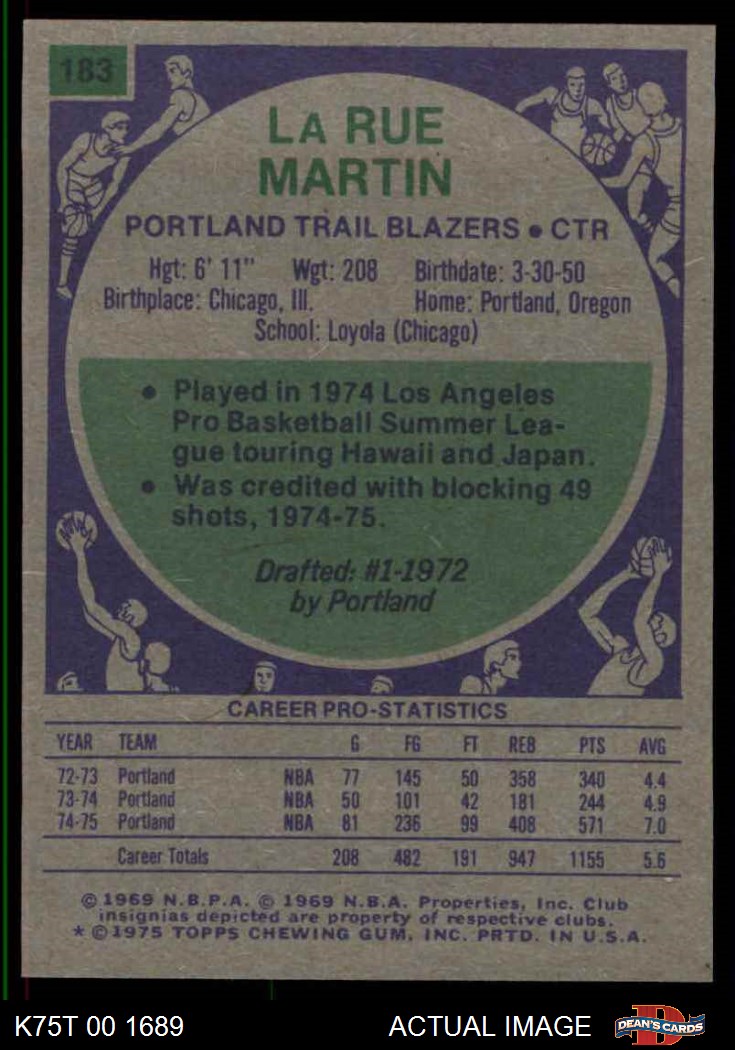 183
LA RUE
MARTIN
PORTLAND TRAIL BLAZERS • CTR
Hgt: 6' 11" Wgt: 208 Birthdate: 3-30-50
Birthplace: Chicago, Ill. Home: Portland, Oregon
School: Loyola (Chicago)
• Played in 1974 Los Angeles
Pro Basketball Summer Lea-
gue touring Hawaii and Japan.
• Was credited with blocking 49
shots, 1974-75.
Drafted: #1-1972
by Portland
CAREER PRO-STATISTICS
YEAR TEAM G FG FT REB PTS AVG
72-73 Portland NBA 77 145 50 358 340 4.4
73-74 Portland NBA 50 101 42 181 244 4.9
74-75 Portland NBA 81 236 99 408 571 7.0
Career Totals 208 482 191 947 1155 5.6
© 1969 N.B.P.A. © 1969 N.B.A. Properties, Inc. Club
insignias depicted are property of respective clubs.
* © 1975 TOPPS CHEWING GUM, INC. PRTD. IN U.S.A.
K75T 00 1689 ACTUAL IMAGE D DEAN'S CARDS